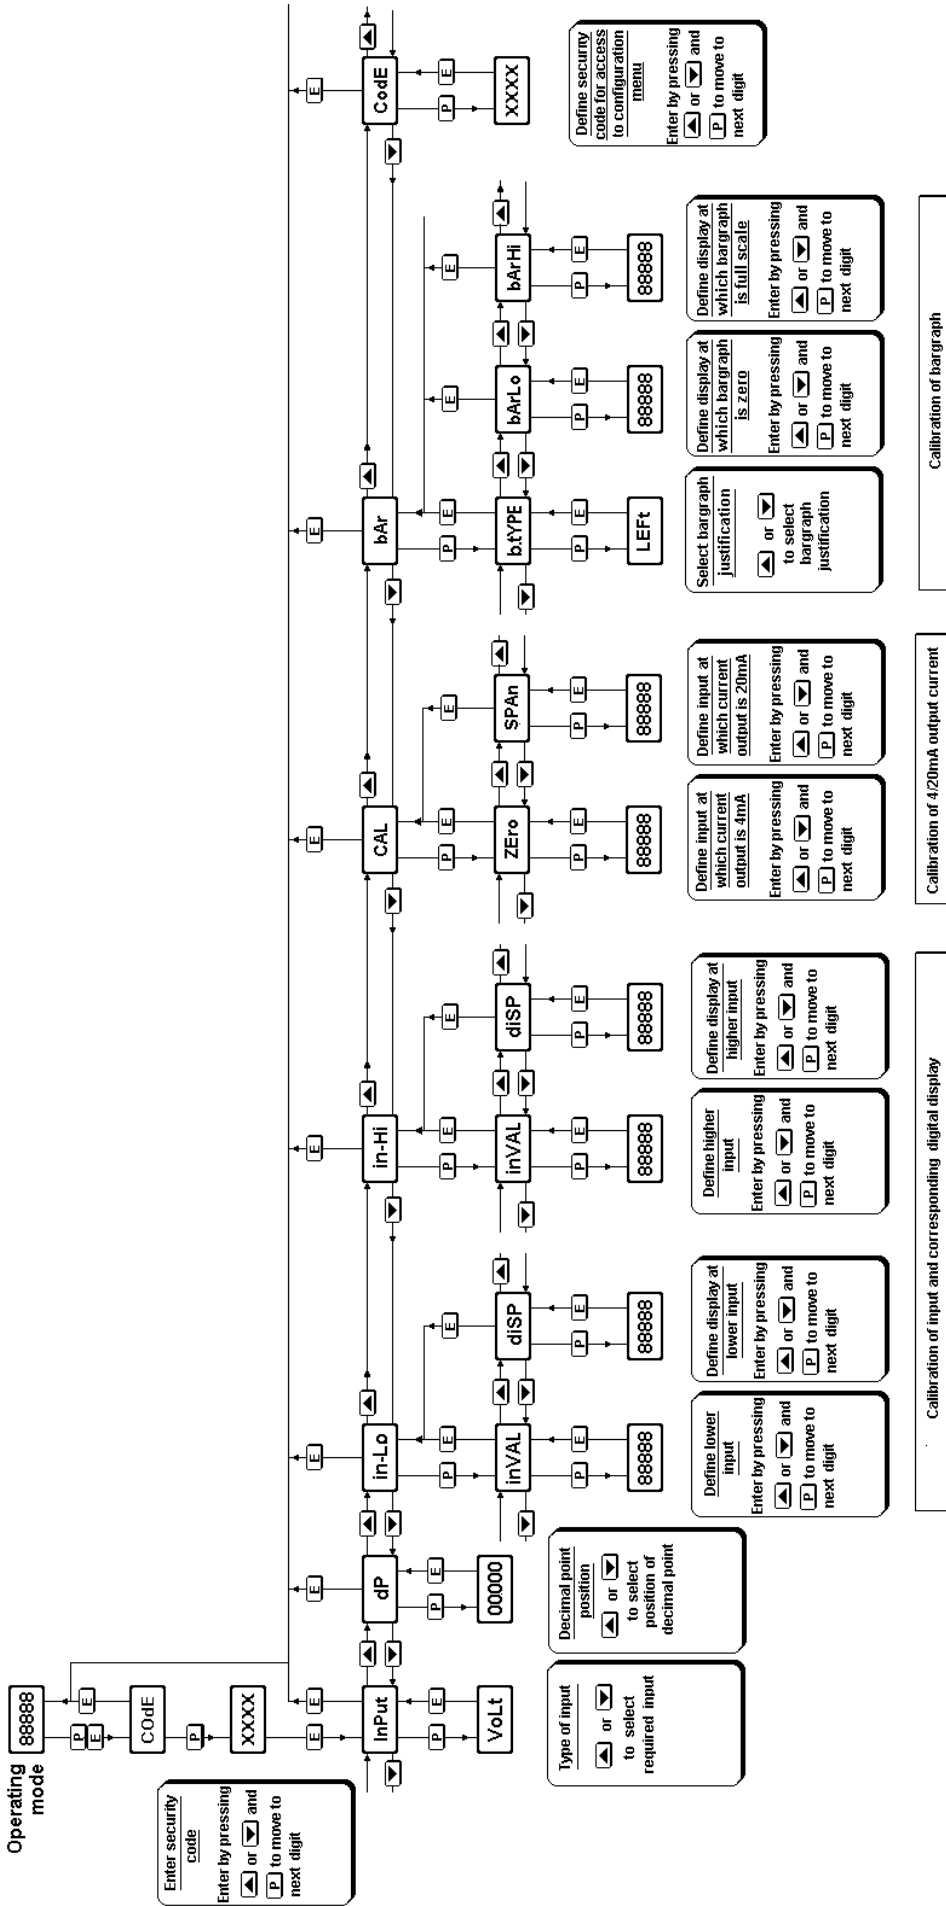 Operating
mode
88888
P
E
E
COdE
P
XXXX
E
Enter security
code
Enter by pressing
▲ or ▼ and
P to move to
next digit
E
InPut
P
E
VoLt
Type of input
▲ or ▼
to select
required input
E
dP
P
E
00000
Decimal point
position
▲ or ▼
to select
position of
decimal point
E
in-Lo
P
E
inVAL
P
E
88888
Define lower
input
Enter by pressing
▲ or ▼ and
P to move to
next digit
E
diSP
P
E
88888
Define display at
lower input
Enter by pressing
▲ or ▼ and
P to move to
next digit
E
in-Hi
P
E
inVAL
P
E
88888
Define higher
input
Enter by pressing
▲ or ▼ and
P to move to
next digit
E
diSP
P
E
88888
Define display at
higher input
Enter by pressing
▲ or ▼ and
P to move to
next digit
Calibration of input and corresponding digital display
E
CAL
P
E
ZEro
P
E
88888
Define input at
which current
output is 4mA
Enter by pressing
▲ or ▼ and
P to move to
next digit
E
SPAn
P
E
88888
Define input at
which current
output is 20mA
Enter by pressing
▲ or ▼ and
P to move to
next digit
Calibration of 4/20mA output current
E
bAr
P
E
b.tYPE
P
E
LEFt
Select bargraph
justification
▲ or ▼
to select
bargraph
justification
E
bArLo
P
E
88888
Define display at
which bargraph
is zero
Enter by pressing
▲ or ▼ and
P to move to
next digit
E
bArHi
P
E
88888
Define display at
which bargraph
is full scale
Enter by pressing
▲ or ▼ and
P to move to
next digit
Calibration of bargraph
E
CodE
P
E
XXXX
Define security
code for access
to configuration
menu
Enter by pressing
▲ or ▼ and
P to move to
next digit